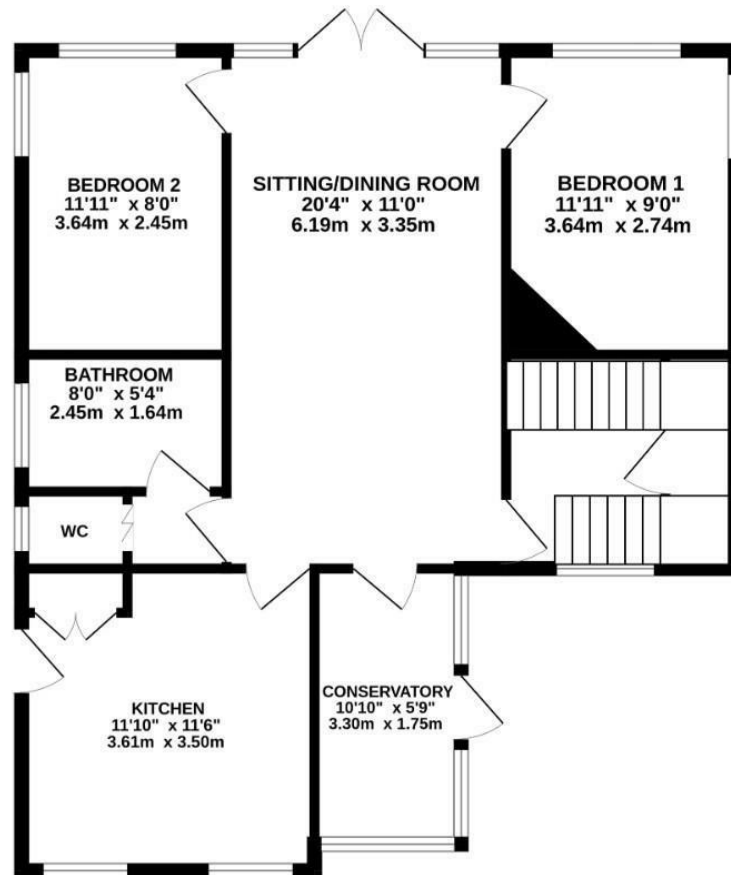 BEDROOM 2
11'11" x 8'0"
3.64m x 2.45m
SITTING/DINING ROOM
20'4" x 11'0"
6.19m x 3.35m
BEDROOM 1
11'11" x 9'0"
3.64m x 2.74m
BATHROOM
8'0" x 5'4"
2.45m x 1.64m
WC
KITCHEN
11'10" x 11'6"
3.61m x 3.50m
CONSERVATORY
10'10" x 5'9"
3.30m x 1.75m